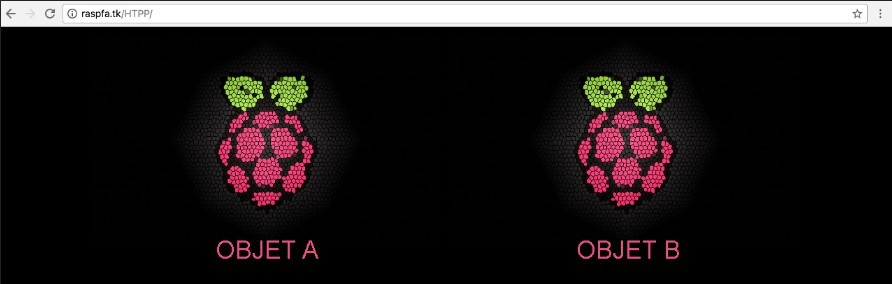 raspfa.tk/HTPP/
OBJET A
OBJET B